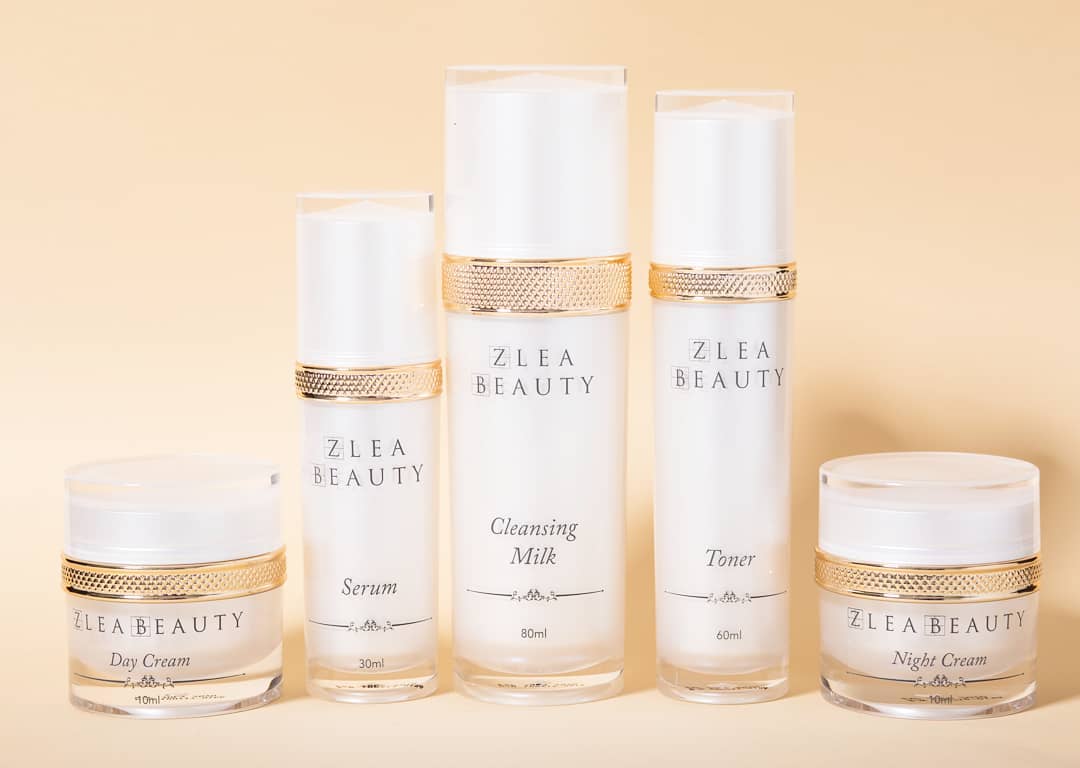 ZLEA BEAUTY
Day Cream
10ml
ZLEA
BEAUTY
Serum
30ml
ZLEA
BEAUTY
Cleansing
Milk
80ml
ZLEA
BEAUTY
Toner
60ml
ZLEA BEAUTY
Night Cream
10ml